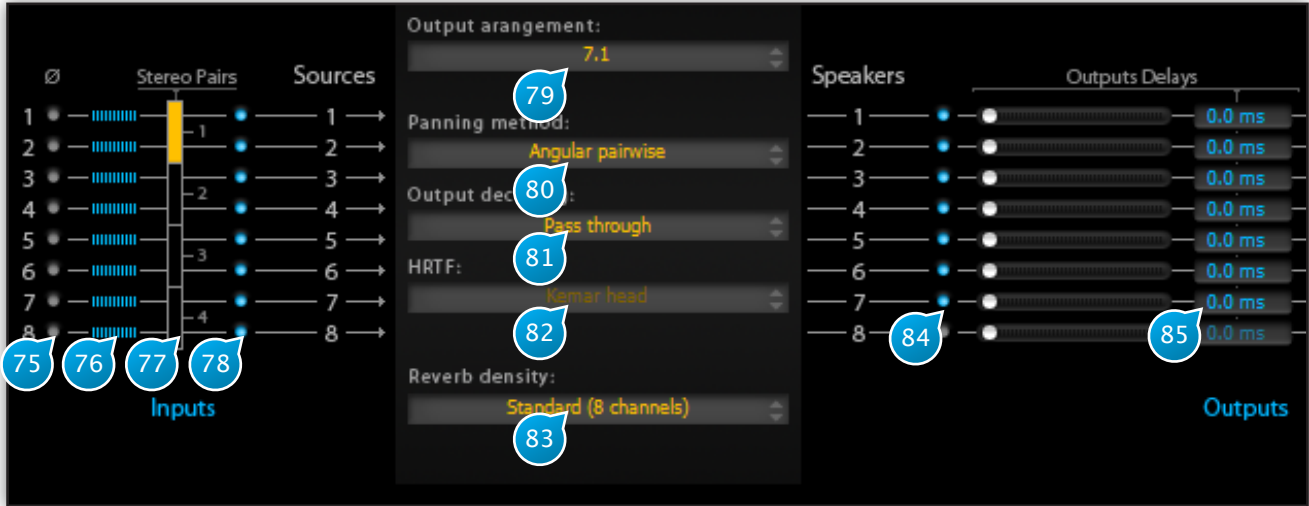 Output arangement:
7.1
79
Ø Stereo Pairs Sources
Speakers Outputs Delays
1 1 1
1 0.0 ms
Panning method:
2 2
2 0.0 ms
Angular pairwise
3 3
3 0.0 ms
80
2
Output dec
4 4
4 0.0 ms
Pass through
5 5
5 0.0 ms
81
3
HRTF:
6 6
6 0.0 ms
Kemar head
7 7
7 0.0 ms
82
4
8 8
8 0.0 ms
75 76 77 78
84 85
Reverb density:
Standard (8 channels)
83
Inputs
Outputs